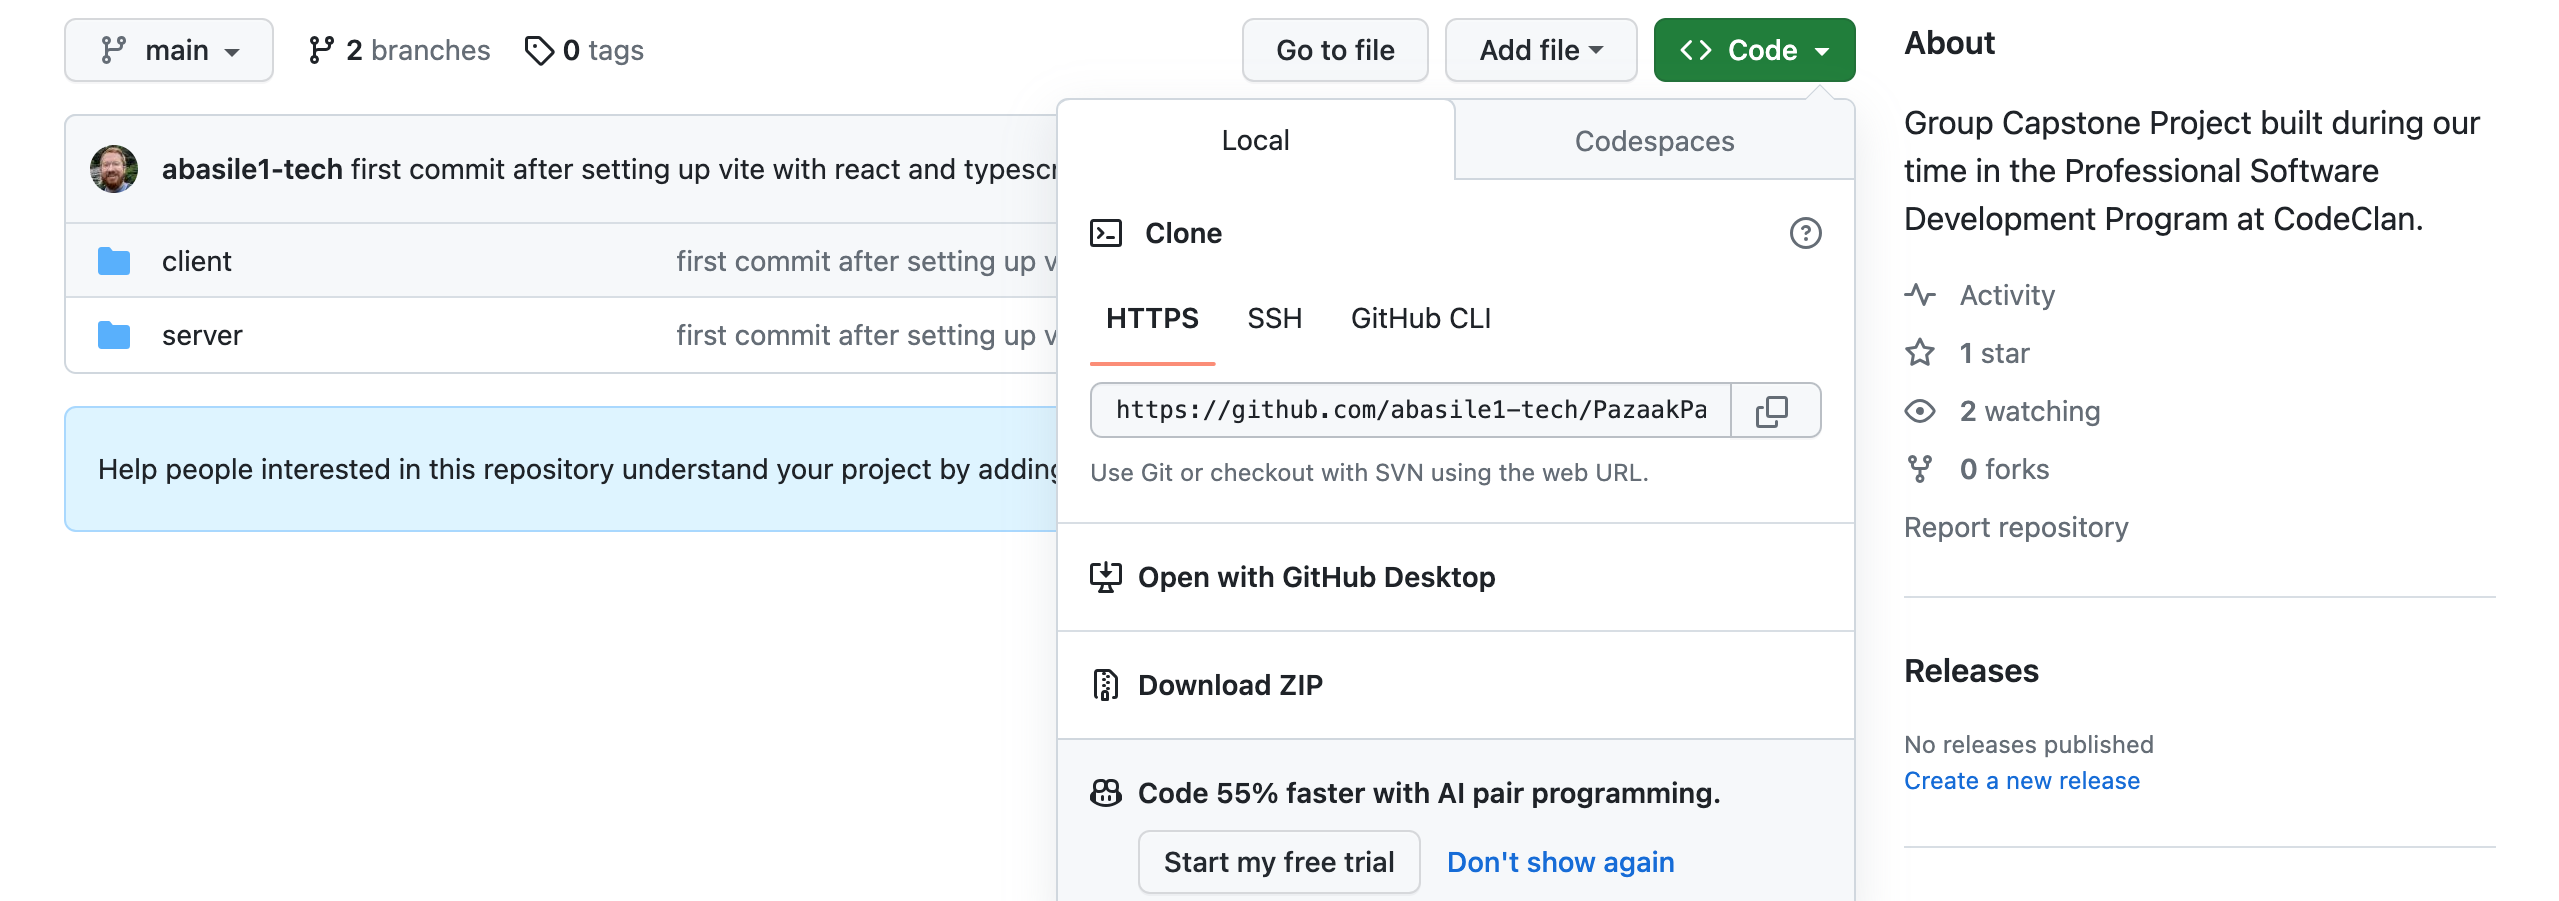 main
2 branches
0 tags
Go to file
Add file
Code
abasile1-tech first commit after setting up vite with react and
client
first commit after setting up
server
first commit after setting up
Help people interested in this repository understand your project by adding
Local
Codespaces
Clone
HTTPS
SSH
GitHub CLI
https://github.com/abasile1-tech/PazaakPa
Use Git or checkout with SVN using the web URL.
Open with GitHub Desktop
Download ZIP
Code 55% faster with AI pair programming.
Start my free trial
Don't show again
About
Group Capstone Project built during our
time in the Professional Software
Development Program at CodeClan.
Activity
1 star
2 watching
0 forks
Report repository
Releases
No releases published
Create a new release